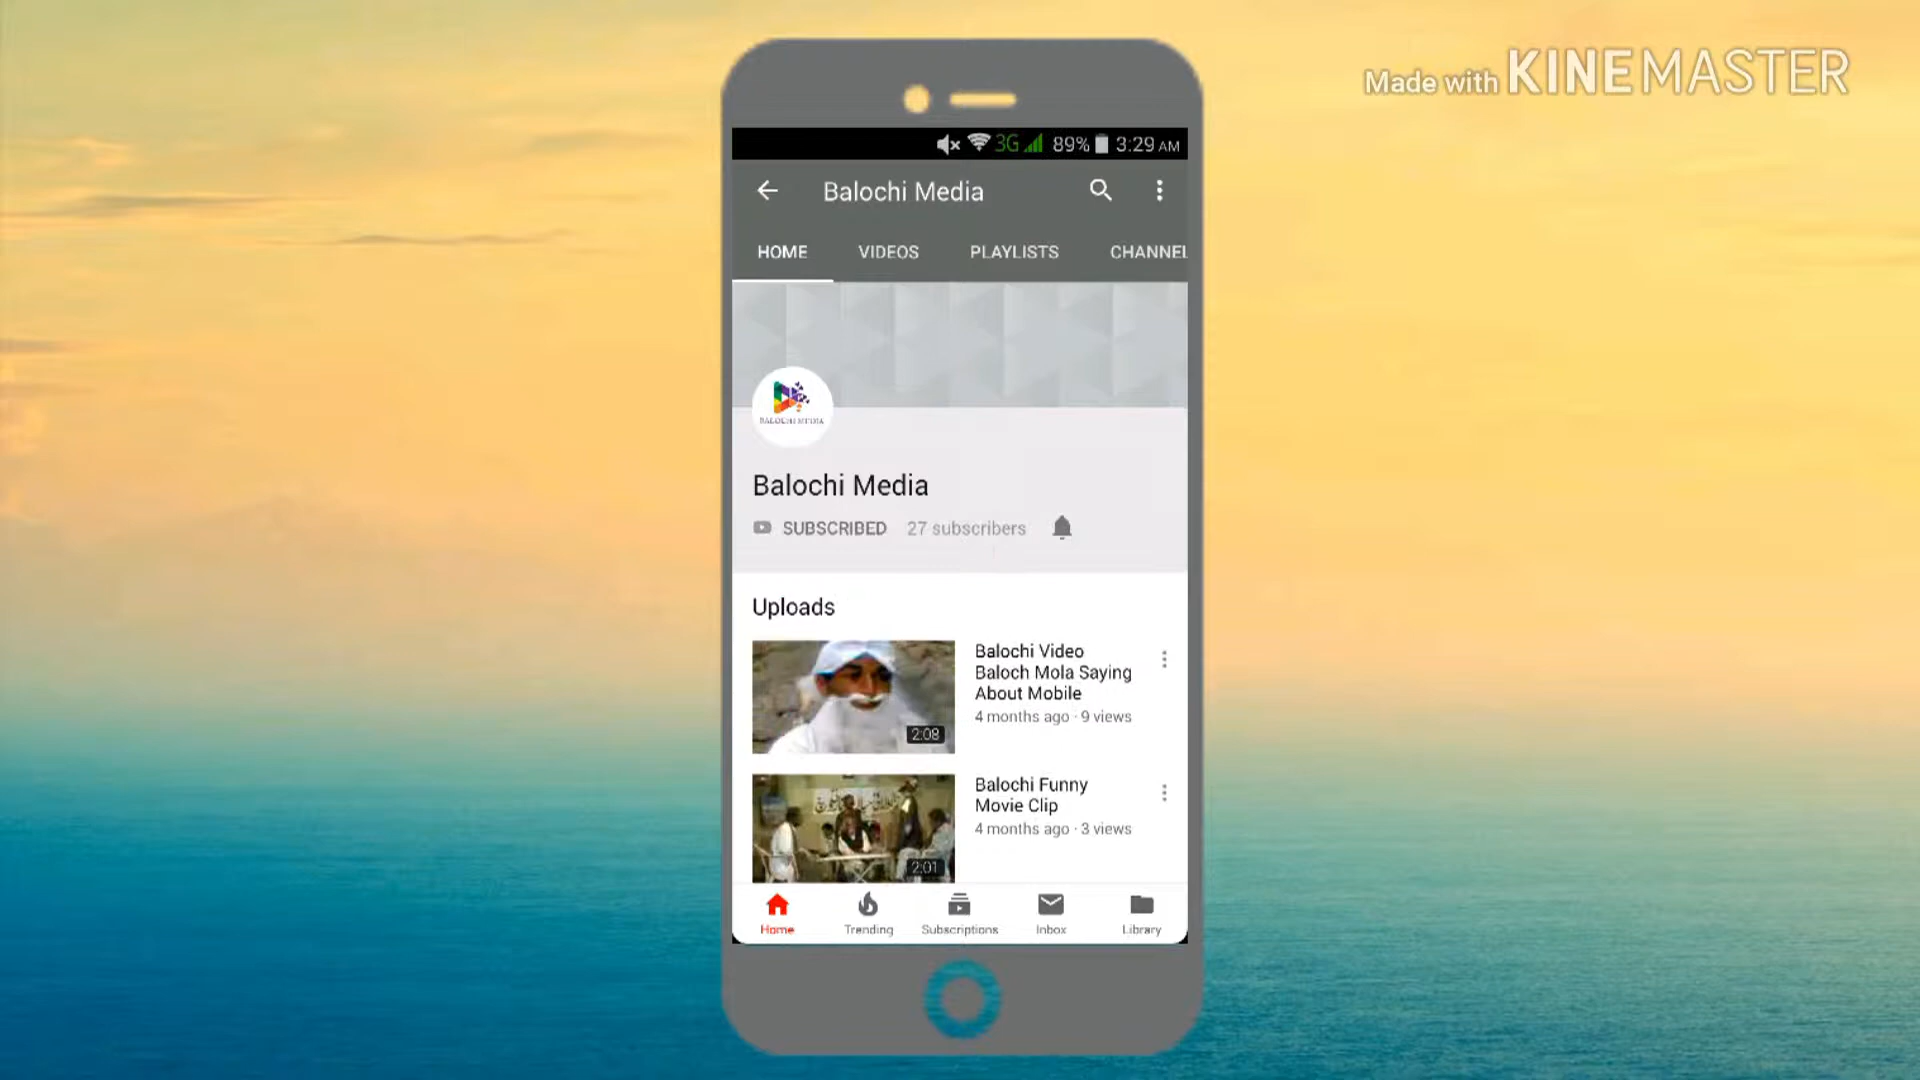 Made with KINEMASTER
3G 89% 3:29 AM
Balochi Media
HOME VIDEOS PLAYLISTS CHANNEL
BALOCHI MEDIA
Balochi Media
SUBSCRIBED 27 subscribers
Uploads
Balochi Video
Baloch Mola Saying
About Mobile
4 months ago · 9 views
2:08
Balochi Funny
Movie Clip
4 months ago · 3 views
2:01
Home Trending Subscriptions Inbox Library